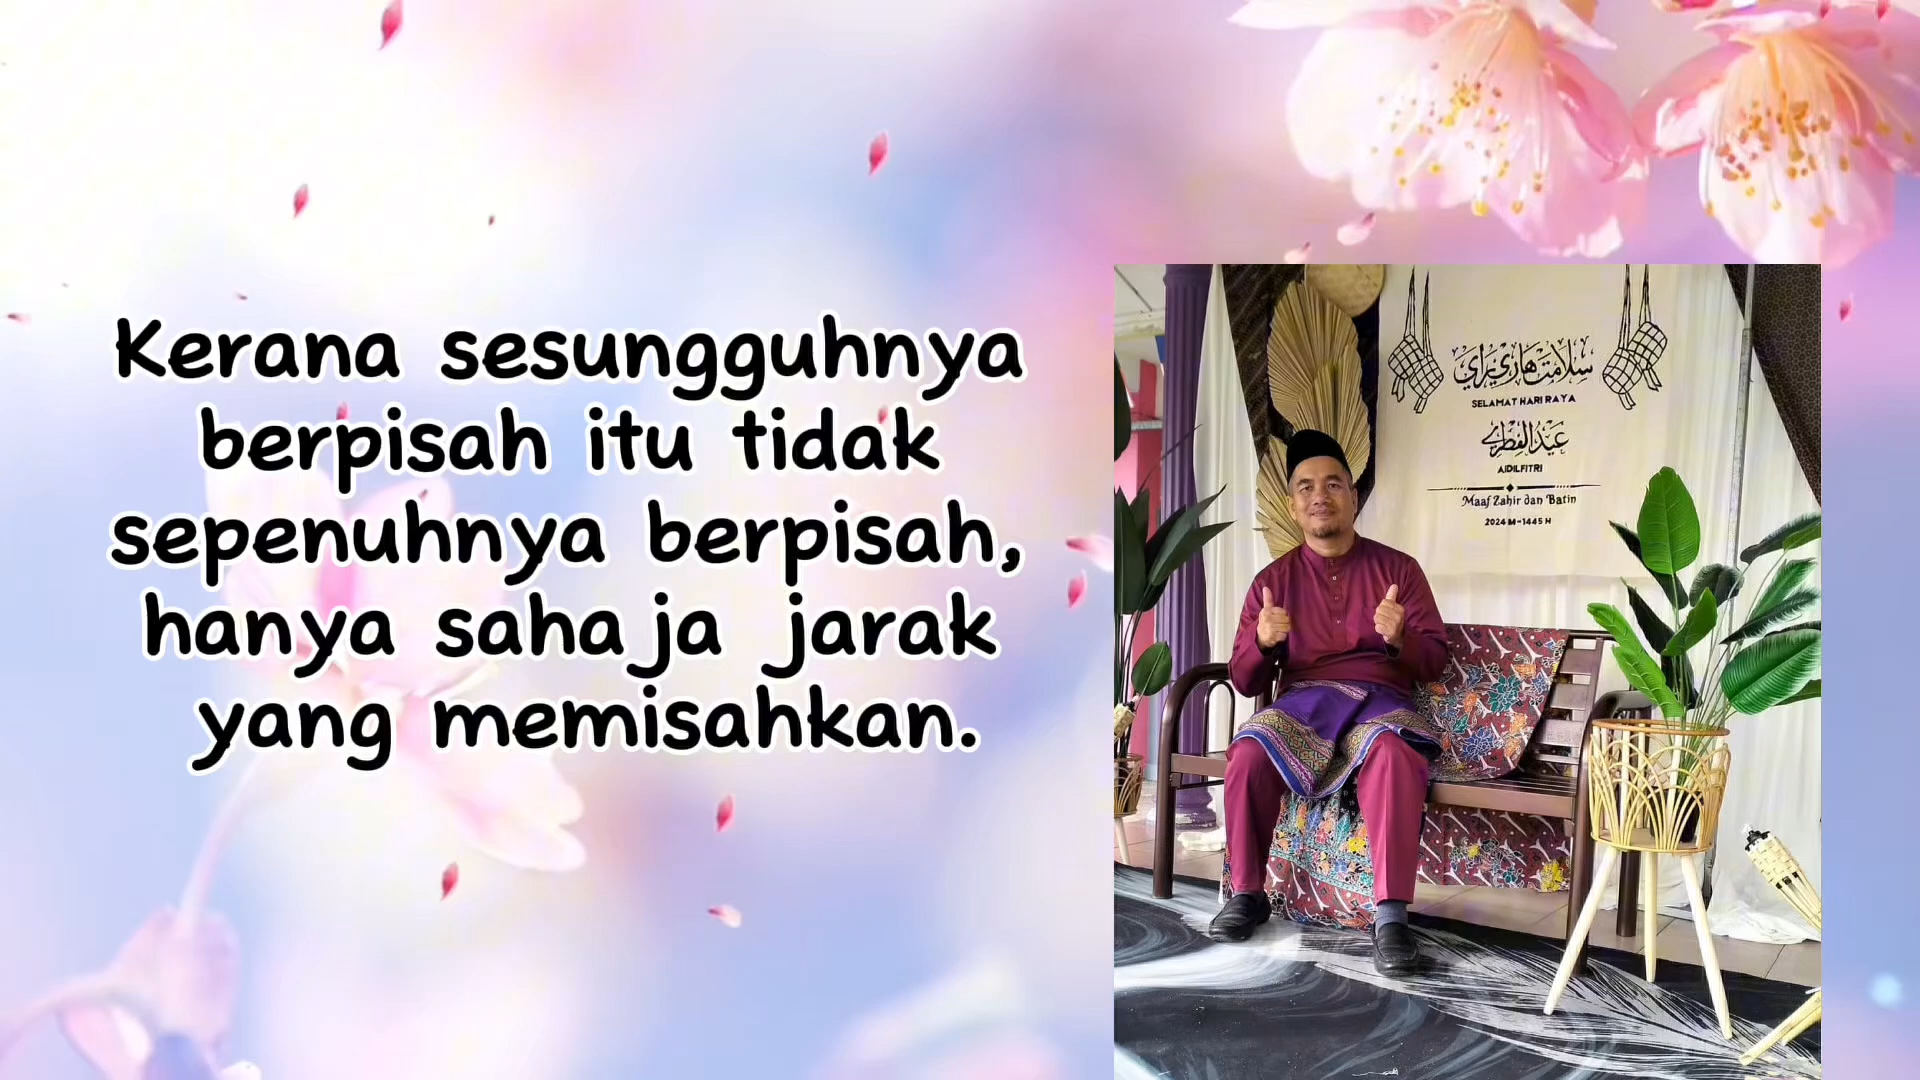 Kerana sesungguhnya
berpisah itu tidak
sepenuhnya berpisah,
hanya sahaja jarak
yang memisahkan.
سلامت هاري راي
SELAMAT HARI RAYA
عيد الفطري
AIDILFITRI
Maaf Zahir dan Batin
2024 M-1445 H